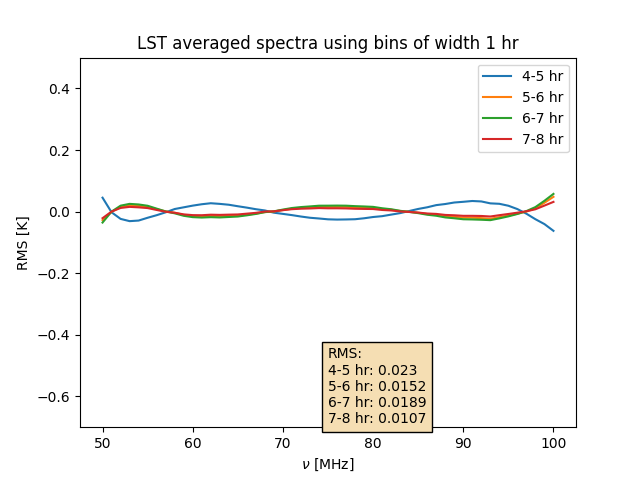 LST averaged spectra using bins of width 1 hr
4-5 hr
5-6 hr
6-7 hr
7-8 hr
0.4
0.2
0.0
−0.2
−0.4
−0.6
RMS [K]
RMS:
4-5 hr: 0.023
5-6 hr: 0.0152
6-7 hr: 0.0189
7-8 hr: 0.0107
50 60 70 80 90 100
ν [MHz]